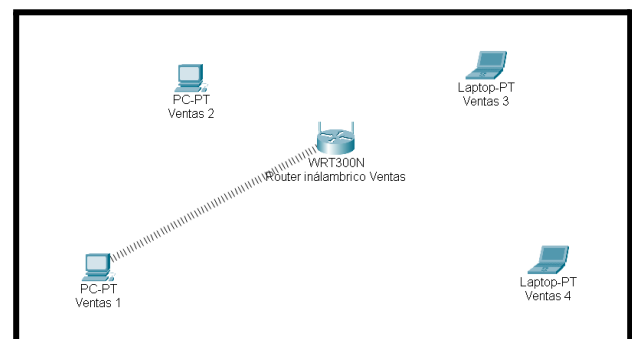 PC-PT
Ventas 2
Laptop-PT
Ventas 3
WRT300N
Router inálambrico Ventas
PC-PT
Ventas 1
Laptop-PT
Ventas 4